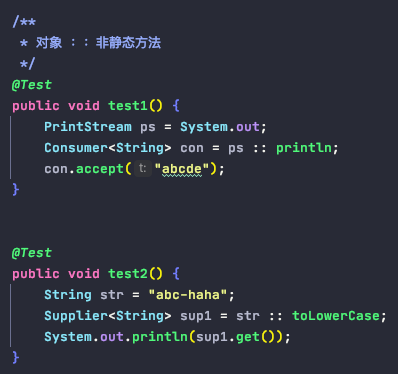 /**
 * 对象 ：：非静态方法
 */
@Test
public void test1() {
    PrintStream ps = System.out;
    Consumer<String> con = ps :: println;
    con.accept( t: "abcde");
}
@Test
public void test2() {
    String str = "abc-haha";
    Supplier<String> sup1 = str :: toLowerCase;
    System.out.println(sup1.get());
}